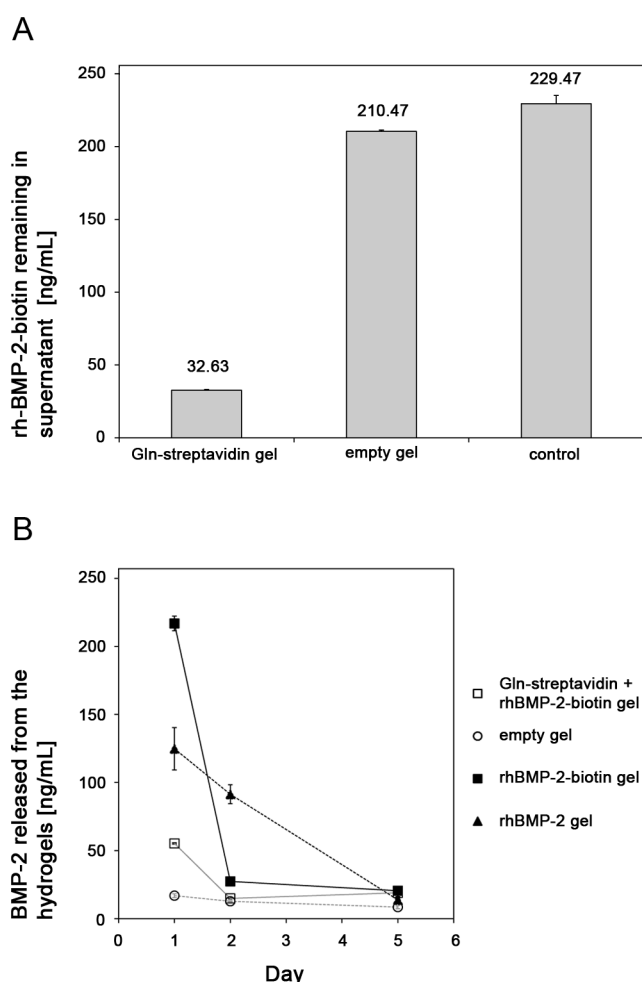 A
rh-BMP-2-biotin remaining in
supernatant [ng/mL]
250
200
150
100
50
0
32.63
210.47
229.47
Gln-streptavidin gel
empty gel
control
B
BMP-2 released from the
hydrogels [ng/mL]
250
200
150
100
50
0
0
1
2
3
4
5
6
Day
Gln-streptavidin +
rhBMP-2-biotin gel
empty gel
rhBMP-2-biotin gel
rhBMP-2 gel